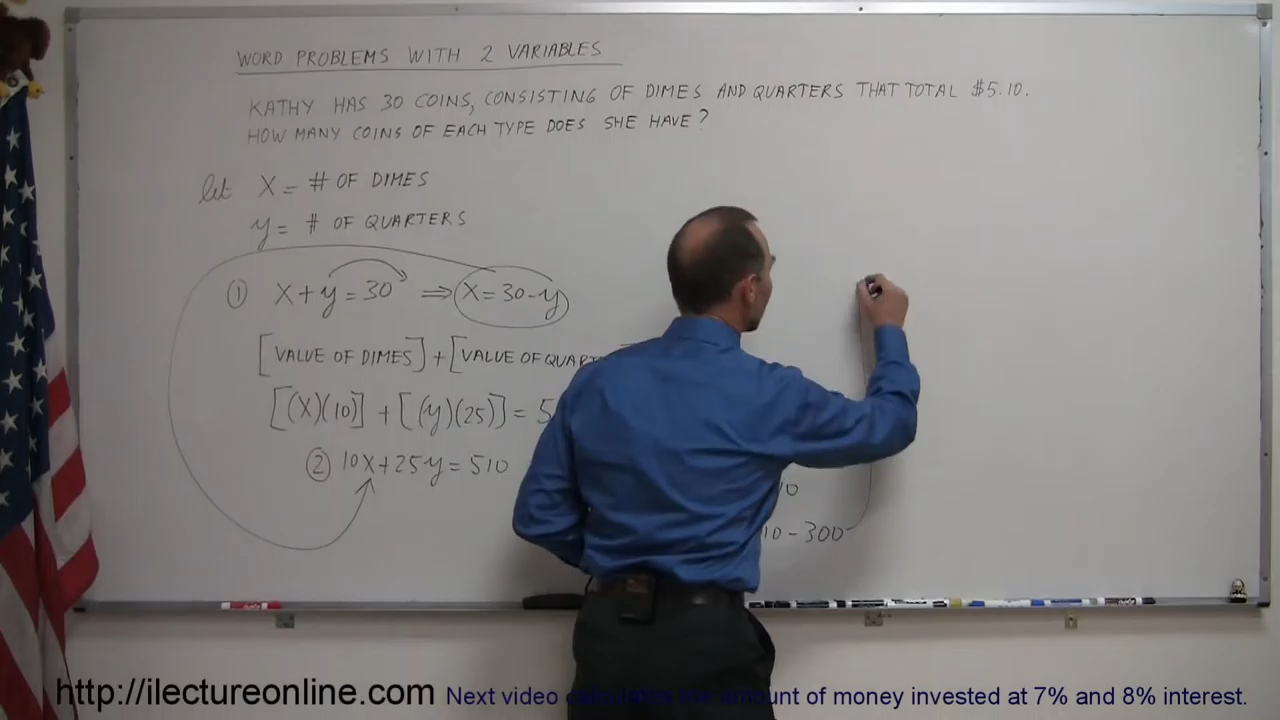 WORD PROBLEMS WITH 2 VARIABLES
KATHY HAS 30 COINS, CONSISTING OF DIMES AND QUARTERS THAT TOTAL $5.10.
HOW MANY COINS OF EACH TYPE DOES SHE HAVE?
let X = # OF DIMES
y = # OF QUARTERS
① X + y = 30 ⇒ X = 30 - y
[VALUE OF DIMES] + [VALUE OF QUART
[(X)(10)] + [(y)(25)] = 5
② 10X + 25y = 510
10 - 300
http://ilectureonline.com Next video calculates the amount of money invested at 7% and 8% interest.